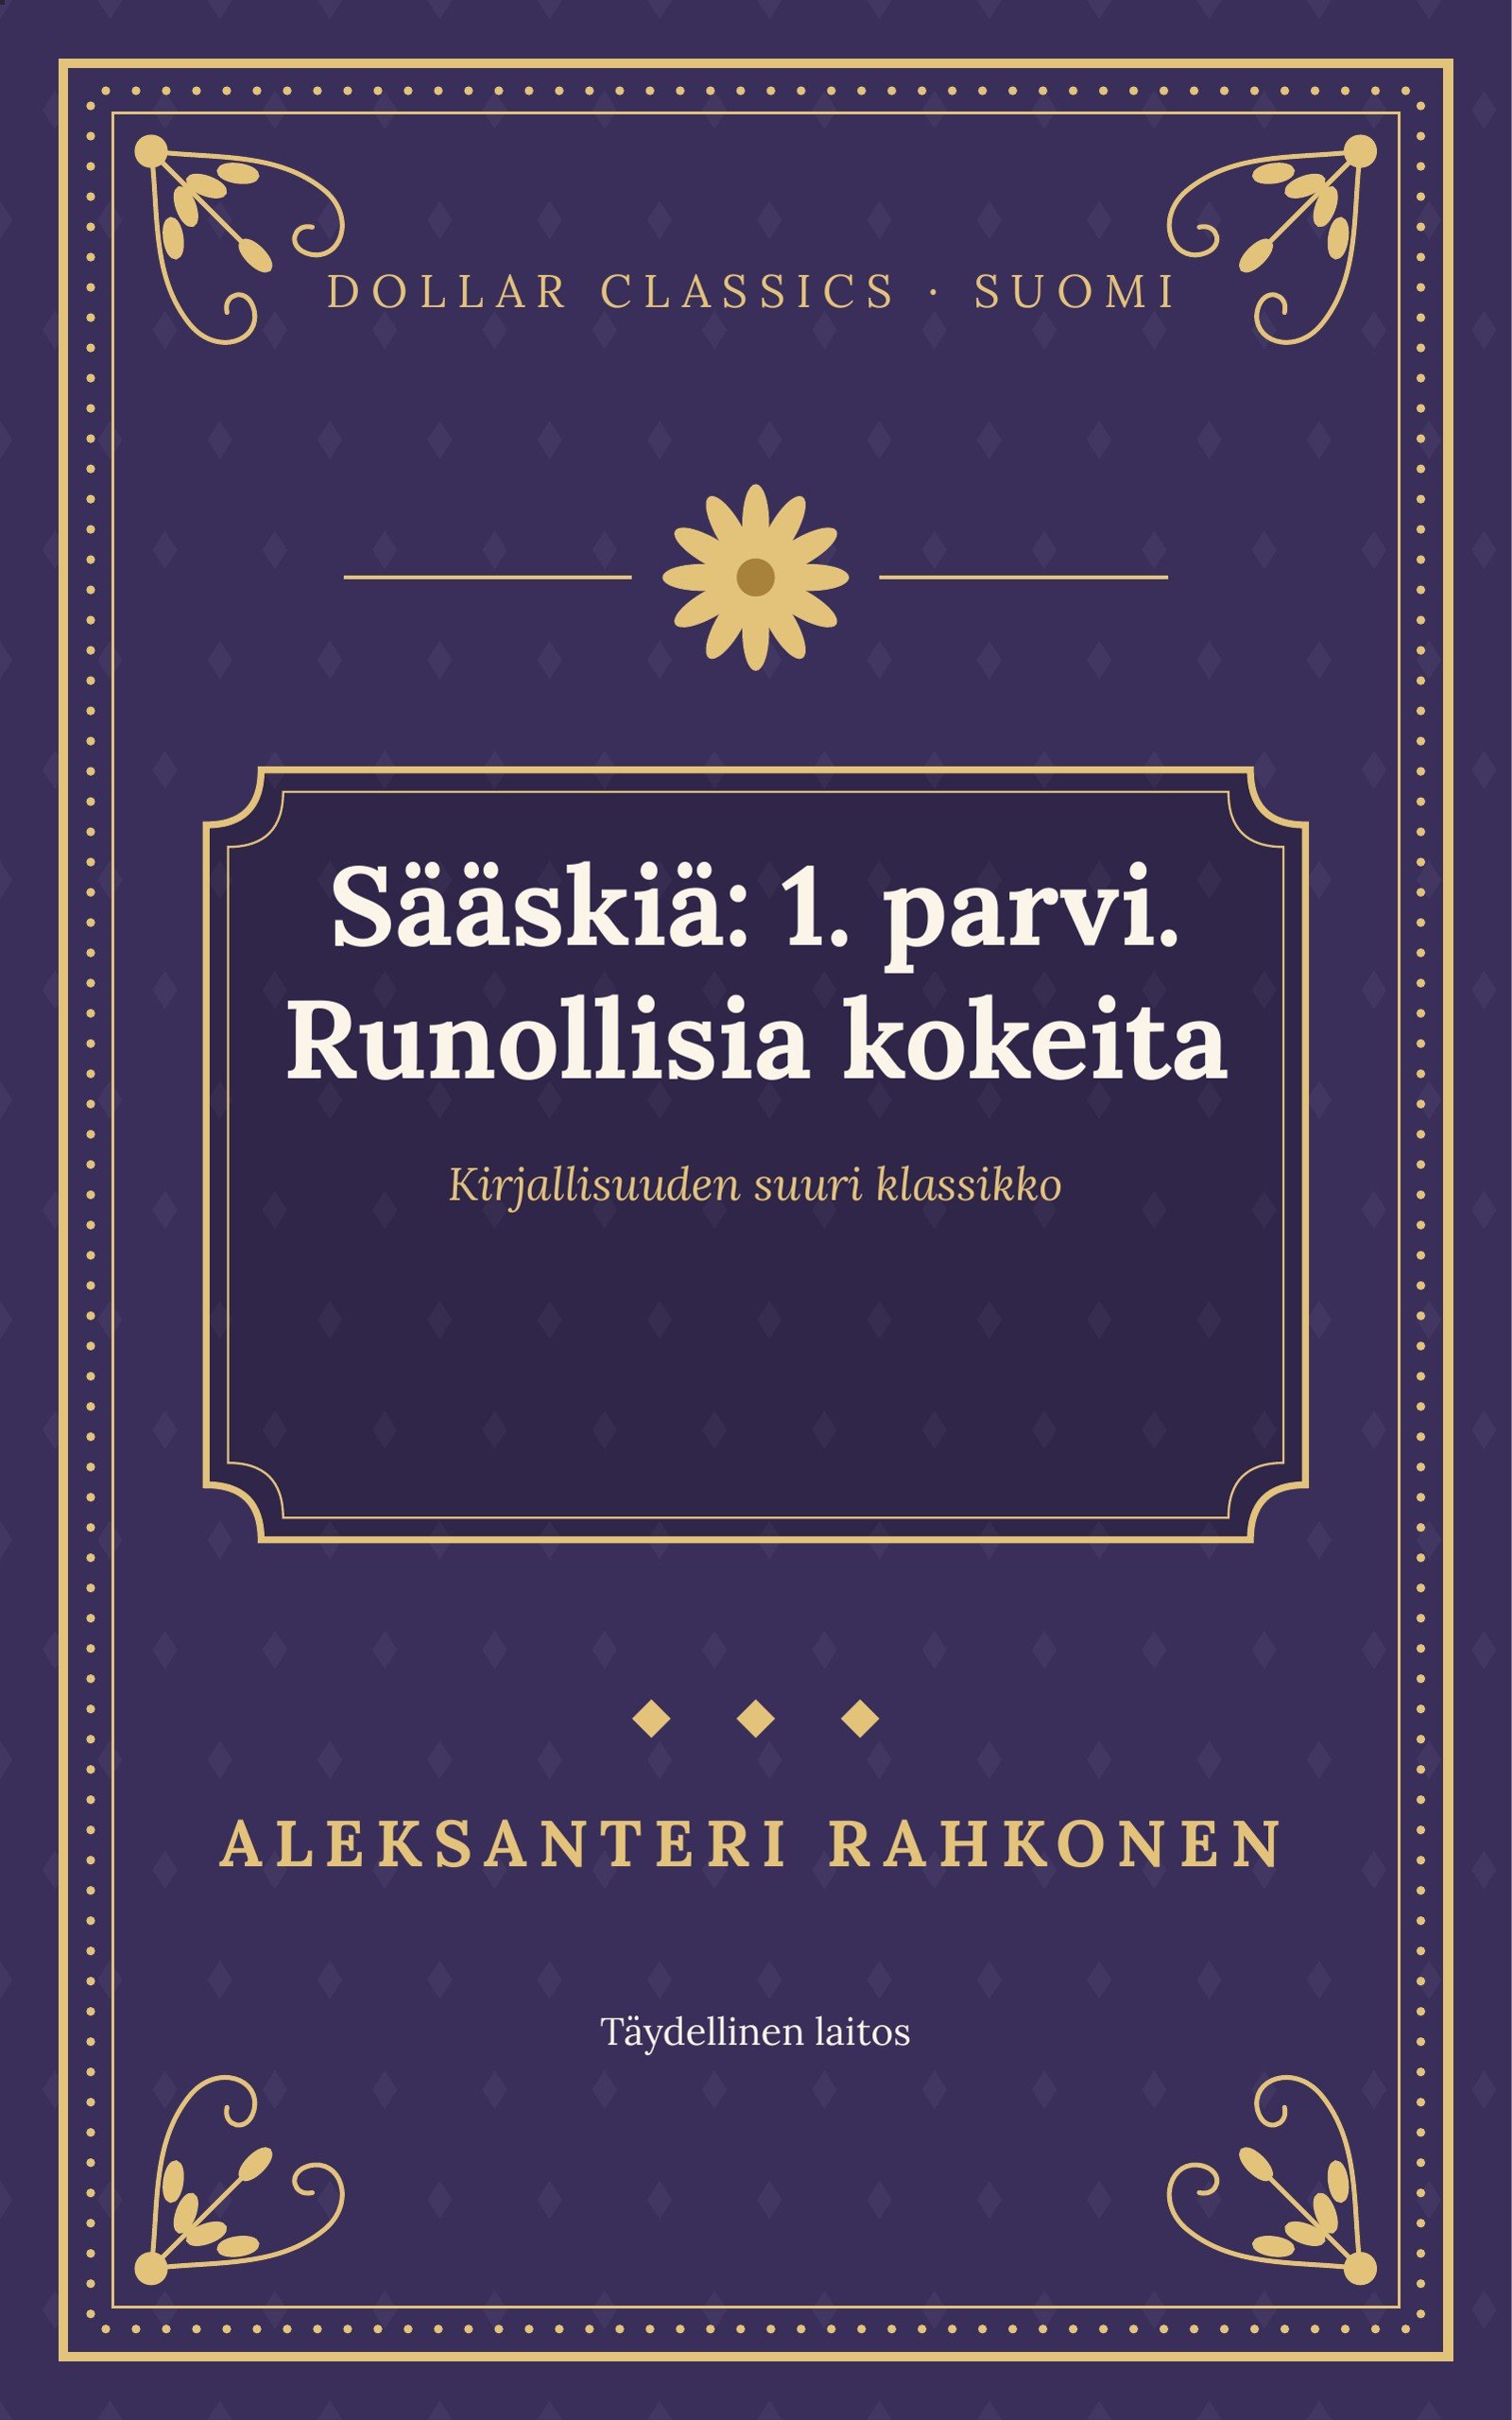 DOLLAR CLASSICS · SUOMI
Sääskiä: 1. parvi.
Runollisia kokeita
Kirjallisuuden suuri klassikko
ALEKSANTERI RAHKONEN
Täydellinen laitos